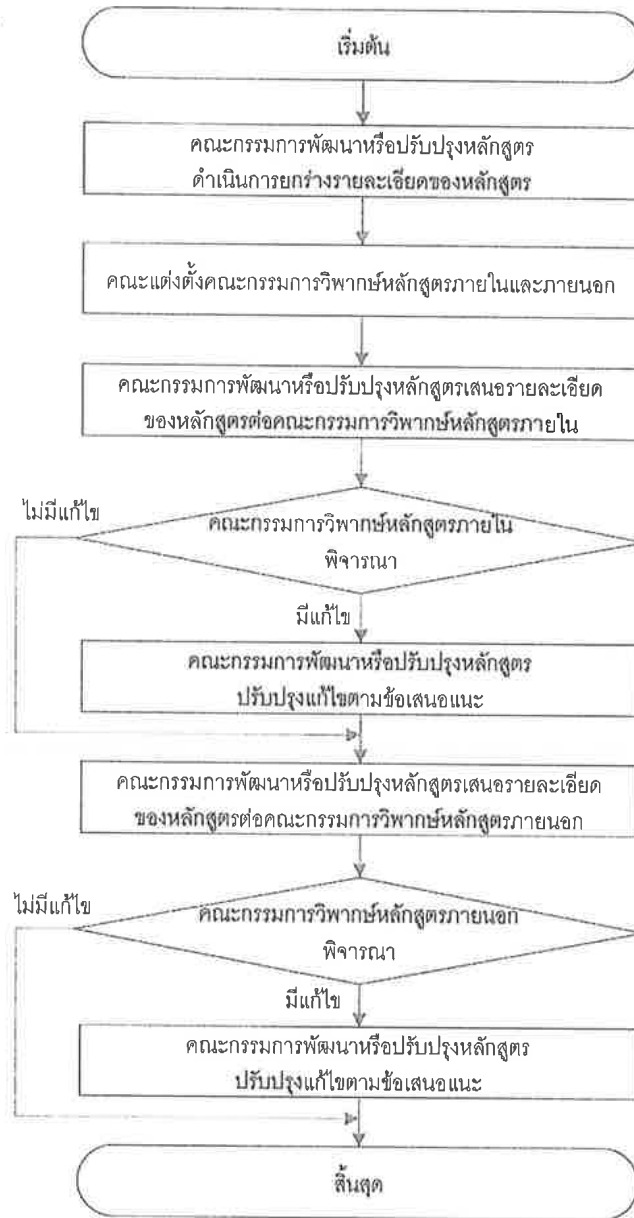 เริ่มต้น
คณะกรรมการพัฒนาหรือปรับปรุงหลักสูตร
ดำเนินการยกร่างรายละเอียดของหลักสูตร
คณะแต่งตั้งคณะกรรมการวิพากษ์หลักสูตรภายในและภายนอก
คณะกรรมการพัฒนาหรือปรับปรุงหลักสูตรเสนอรายละเอียด
ของหลักสูตรต่อคณะกรรมการวิพากษ์หลักสูตรภายใน
ไม่มีแก้ไข
คณะกรรมการวิพากษ์หลักสูตรภายใน
พิจารณา
มีแก้ไข
คณะกรรมการพัฒนาหรือปรับปรุงหลักสูตร
ปรับปรุงแก้ไขตามข้อเสนอแนะ
คณะกรรมการพัฒนาหรือปรับปรุงหลักสูตรเสนอรายละเอียด
ของหลักสูตรต่อคณะกรรมการวิพากษ์หลักสูตรภายนอก
ไม่มีแก้ไข
คณะกรรมการวิพากษ์หลักสูตรภายนอก
พิจารณา
มีแก้ไข
คณะกรรมการพัฒนาหรือปรับปรุงหลักสูตร
ปรับปรุงแก้ไขตามข้อเสนอแนะ
สิ้นสุด